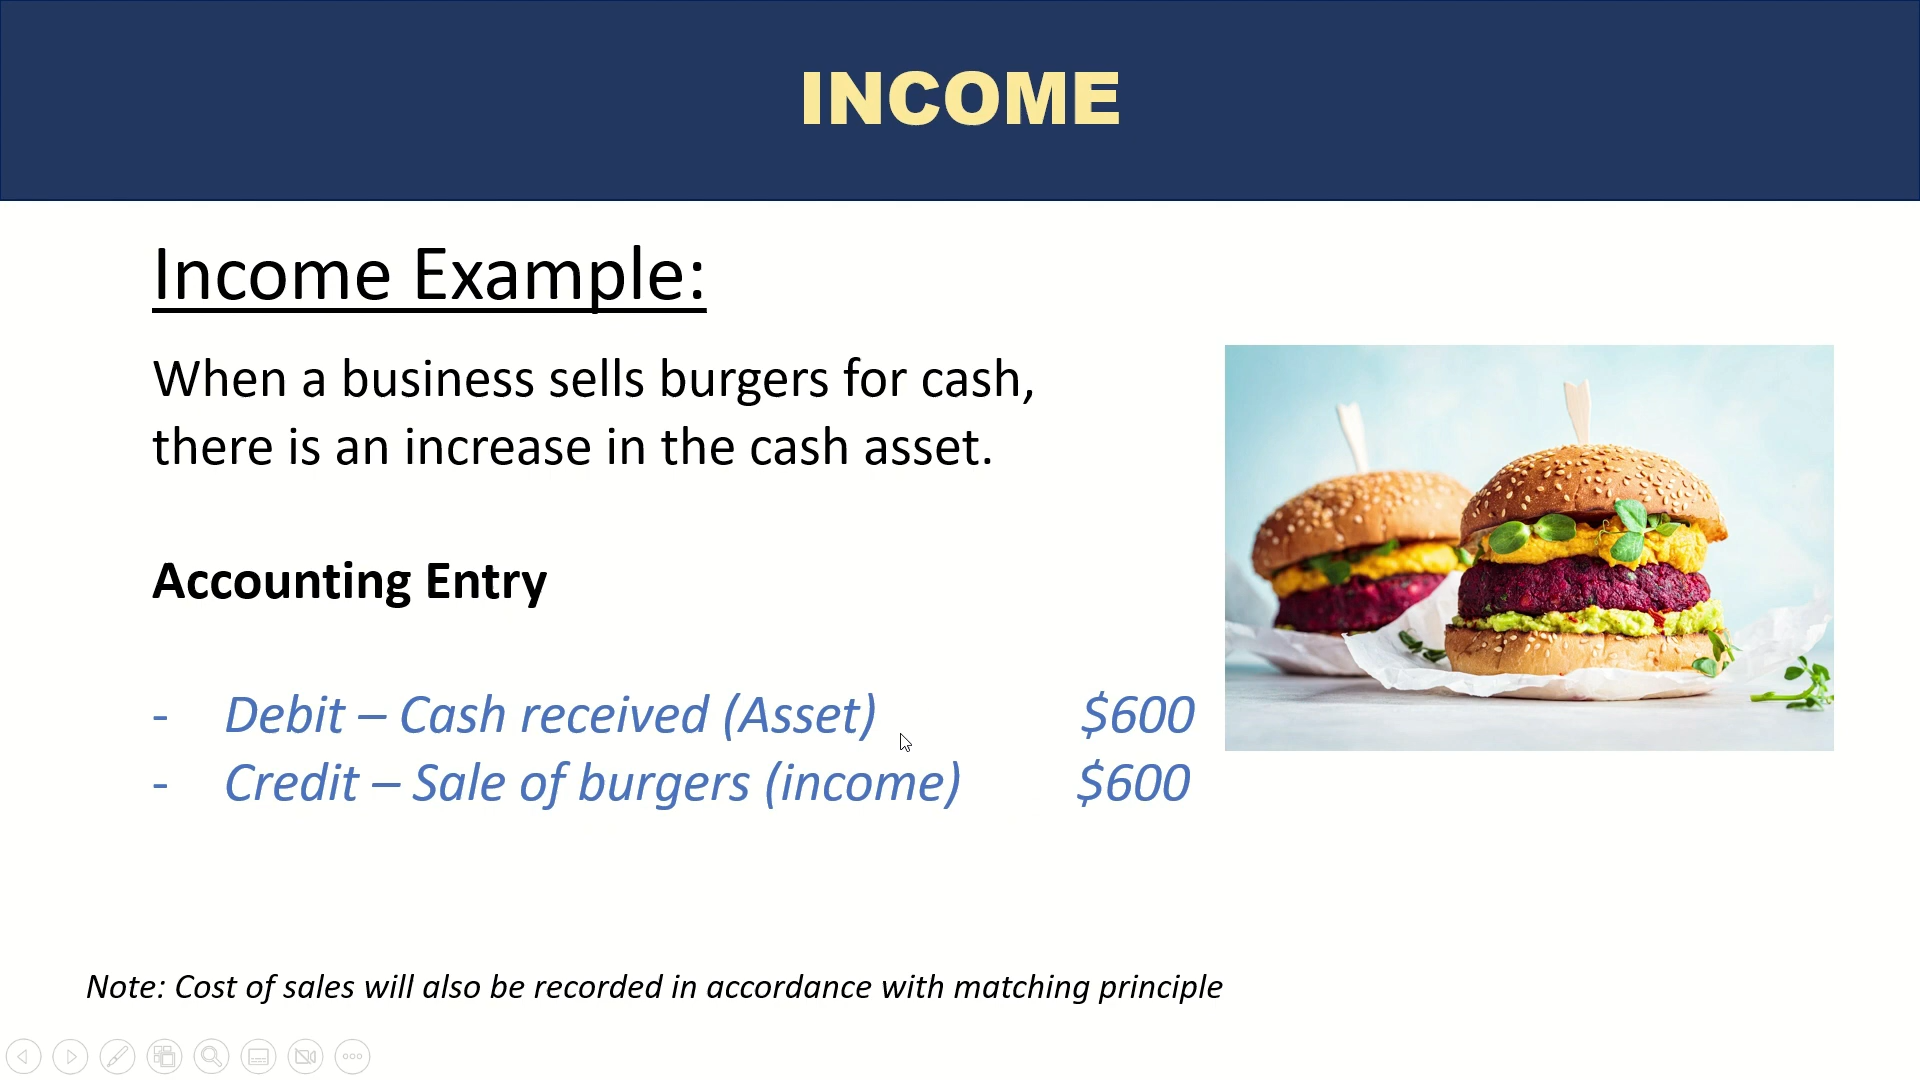 INCOME
Income Example:
When a business sells burgers for cash,
there is an increase in the cash asset.
Accounting Entry
- Debit – Cash received (Asset) $600
- Credit – Sale of burgers (income) $600
Note: Cost of sales will also be recorded in accordance with matching principle